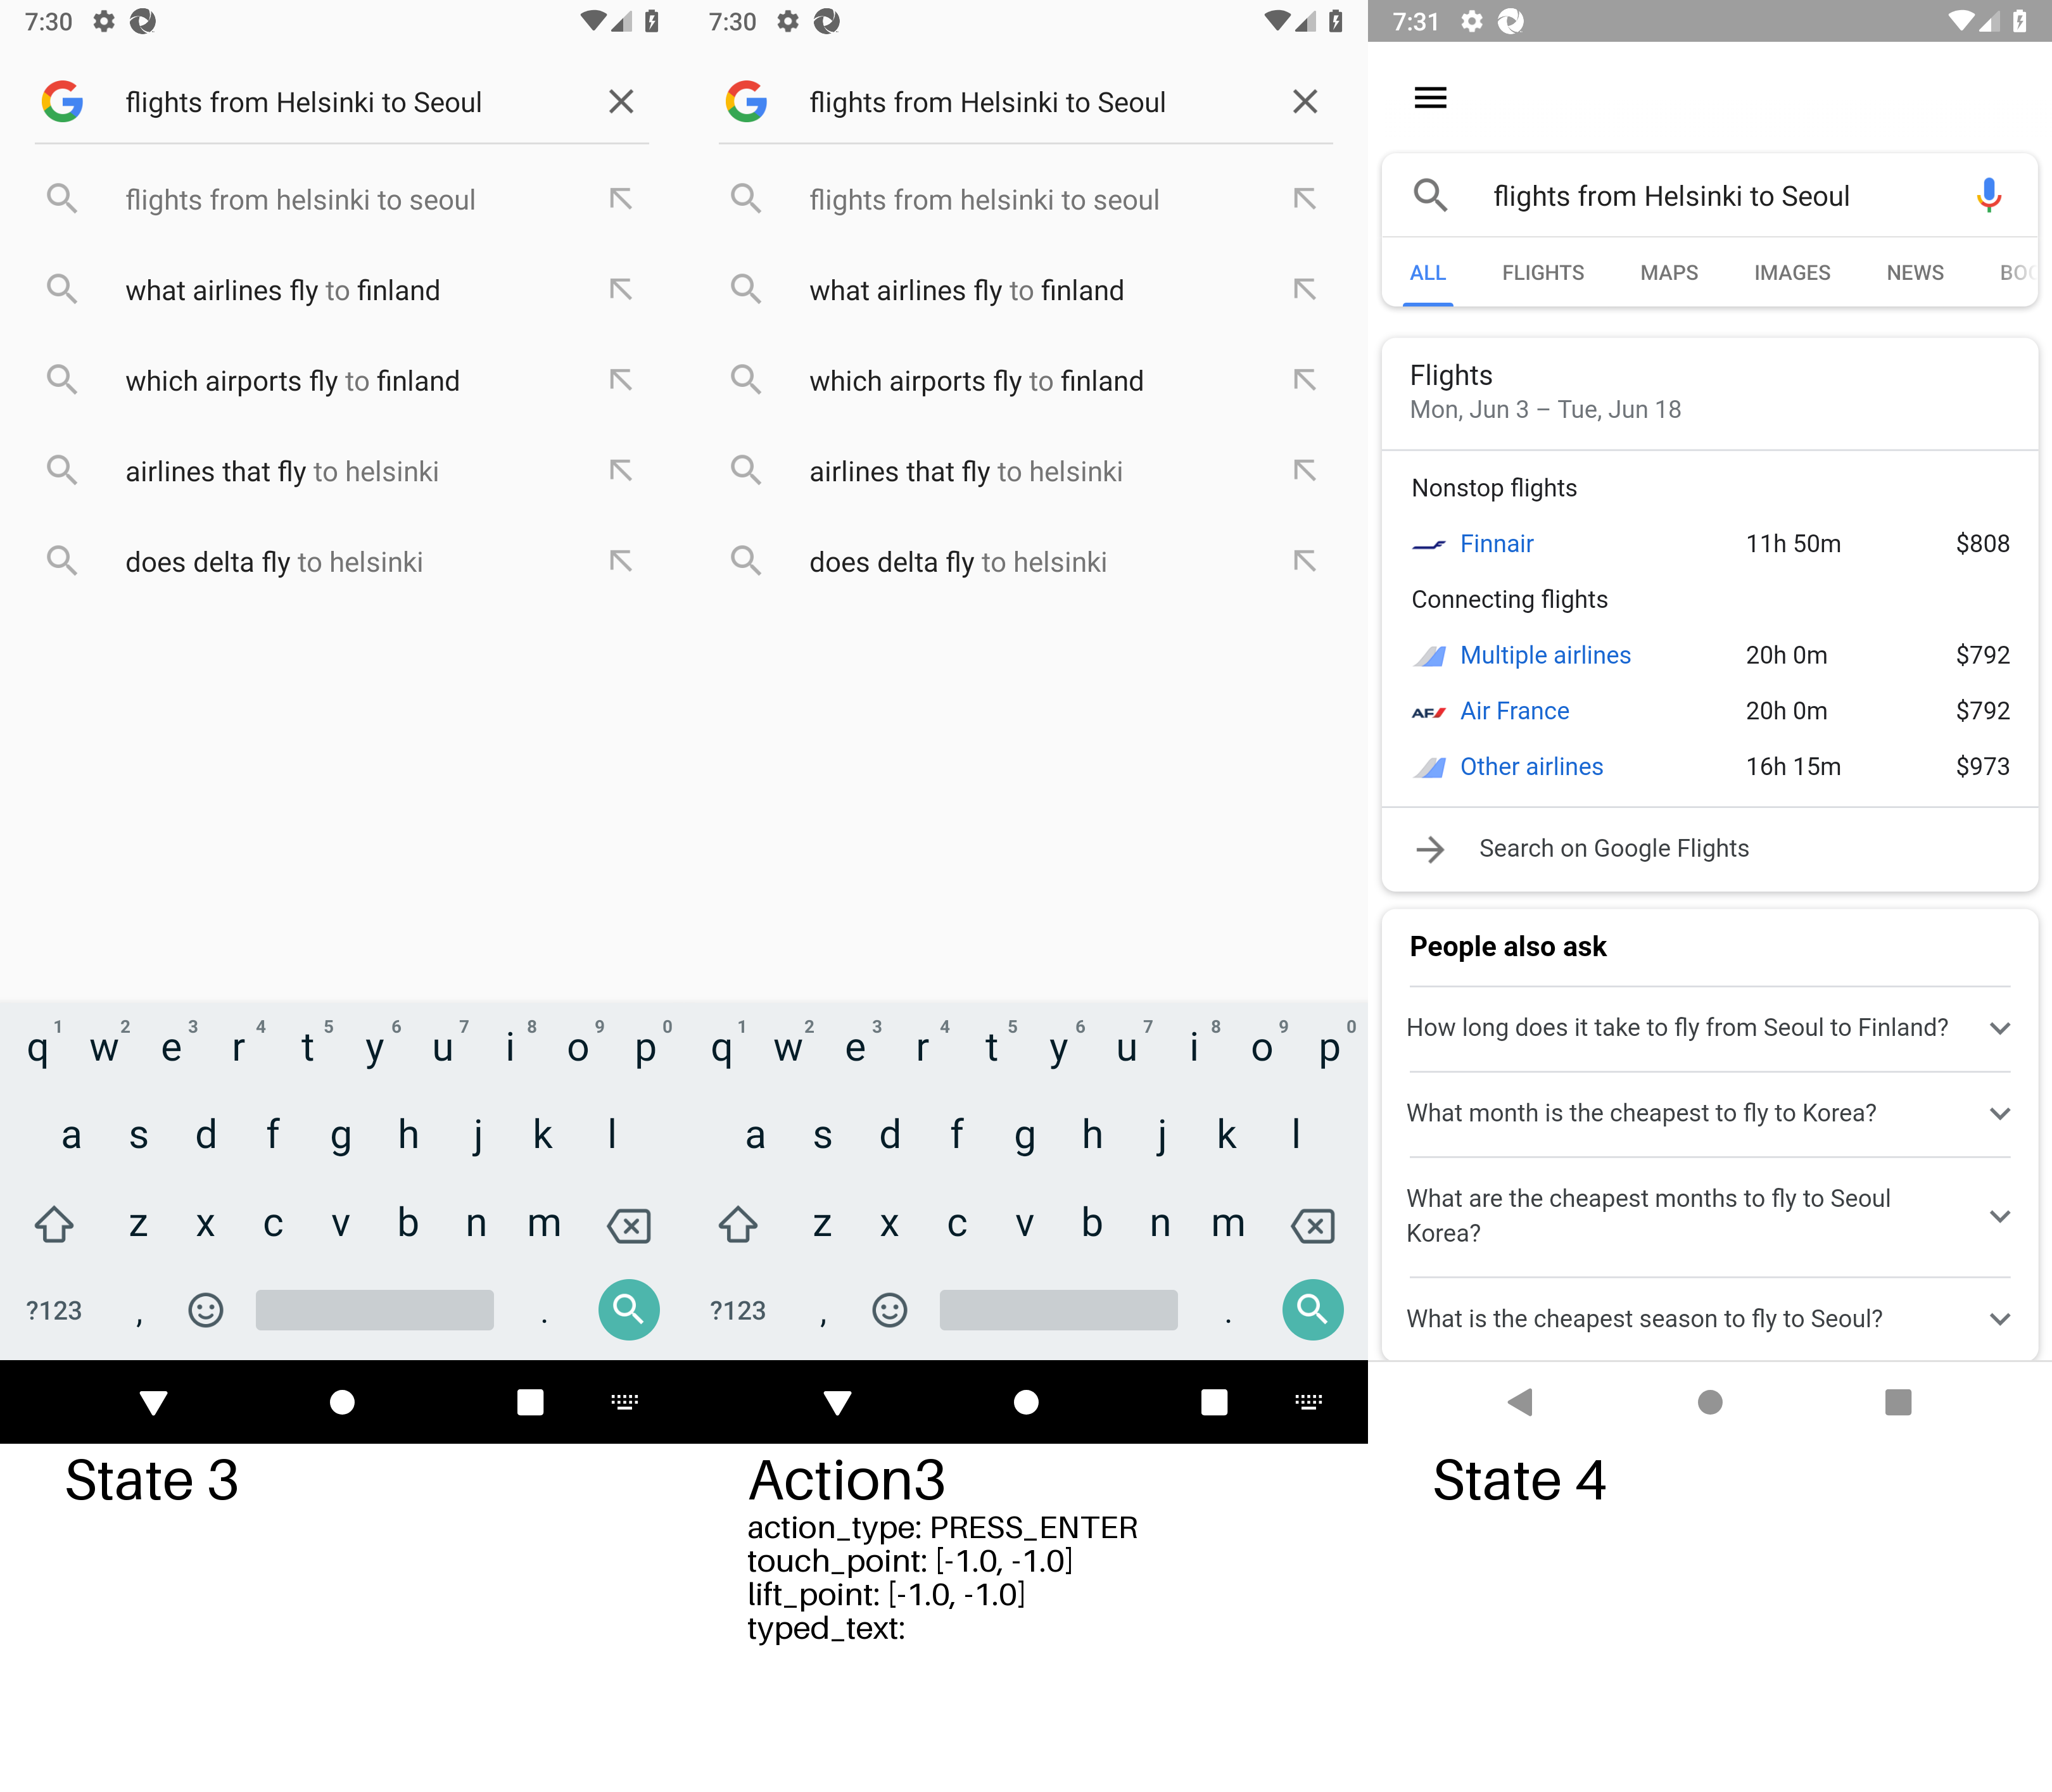 7:30
flights from Helsinki to Seoul
flights from helsinki to seoul
what airlines fly to finland
which airports fly to finland
airlines that fly to helsinki
does delta fly to helsinki
1 2 3 4 5 6 7 8 9 0
q w e r t y u i o p
a s d f g h j k l
z x c v b n m
?123 , .
State 3
7:30
flights from Helsinki to Seoul
flights from helsinki to seoul
what airlines fly to finland
which airports fly to finland
airlines that fly to helsinki
does delta fly to helsinki
1 2 3 4 5 6 7 8 9 0
q w e r t y u i o p
a s d f g h j k l
z x c v b n m
?123 , .
Action3
action_type: PRESS_ENTER
touch_point: [-1.0, -1.0]
lift_point: [-1.0, -1.0]
typed_text:
7:31
flights from Helsinki to Seoul
ALL FLIGHTS MAPS IMAGES NEWS BOO
Flights
Mon, Jun 3 – Tue, Jun 18
Nonstop flights
Finnair 11h 50m $808
Connecting flights
Multiple airlines 20h 0m $792
AF Air France 20h 0m $792
Other airlines 16h 15m $973
Search on Google Flights
People also ask
How long does it take to fly from Seoul to Finland?
What month is the cheapest to fly to Korea?
What are the cheapest months to fly to Seoul
Korea?
What is the cheapest season to fly to Seoul?
State 4